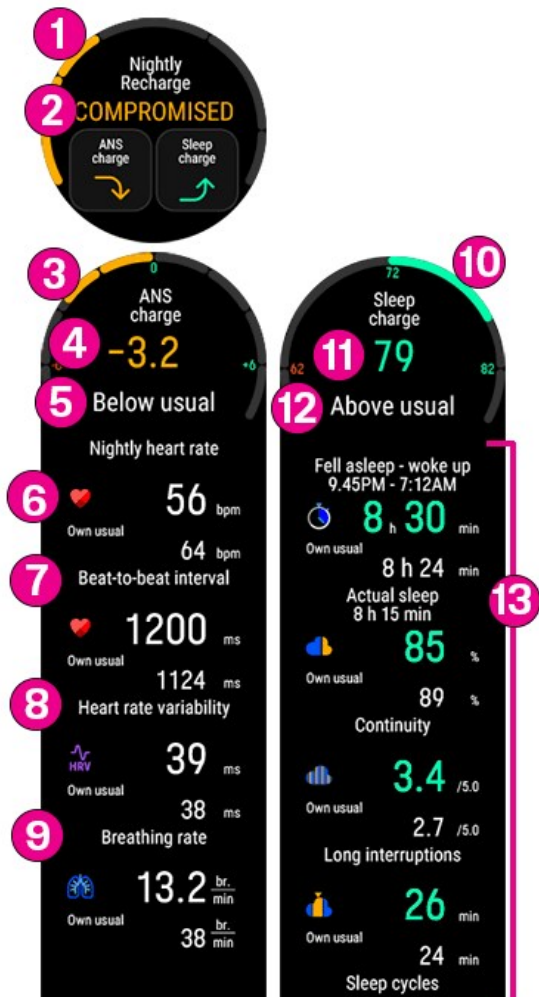 1
Nightly
Recharge
2
COMPROMISED
ANS
charge
Sleep
charge
3
0
ANS
charge
4
-3.2
+6
5
Below usual
Nightly heart rate
6
56 bpm
Own usual
64 bpm
7
Beat-to-beat interval
1200 ms
Own usual
1124 ms
8
Heart rate variability
HRV
39 ms
Own usual
38 ms
9
Breathing rate
13.2 br.
min
Own usual
38 br.
min
10
72
Sleep
charge
11
79
62
82
12
Above usual
Fell asleep - woke up
9.45PM - 7:12AM
8 h 30 min
Own usual
8 h 24 min
Actual sleep
8 h 15 min
13
85 %
Own usual
89 %
Continuity
3.4 /5.0
Own usual
2.7 /5.0
Long interruptions
26 min
Own usual
24 min
Sleep cycles